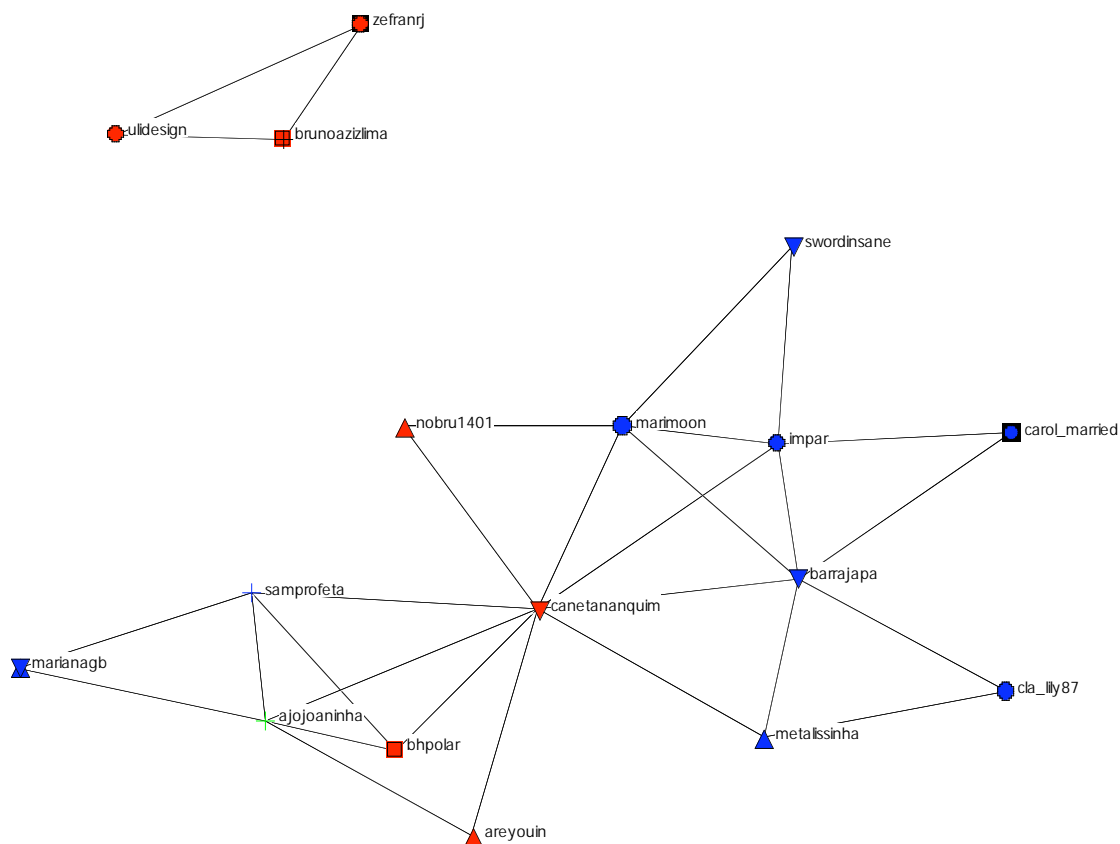 zefranrj
ulidesign
brunoazizlima
swordinsane
nobru1401
marimoon
impar
carol_married
samprofeta
canetananquim
barrajapa
marianagb
cla_lily87
ajojoaninha
bhpolar
metalissinha
areyouin